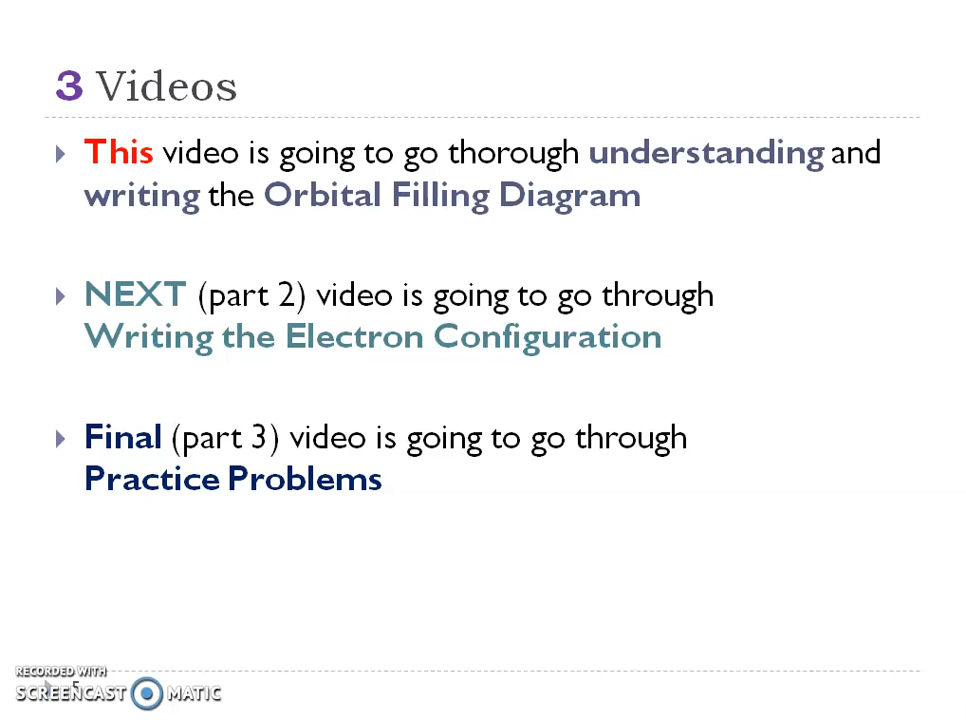 3 Videos
This video is going to go thorough understanding and
writing the Orbital Filling Diagram
NEXT (part 2) video is going to go through
Writing the Electron Configuration
Final (part 3) video is going to go through
Practice Problems
RECORDED WITH
5
SCREENCAST MATIC